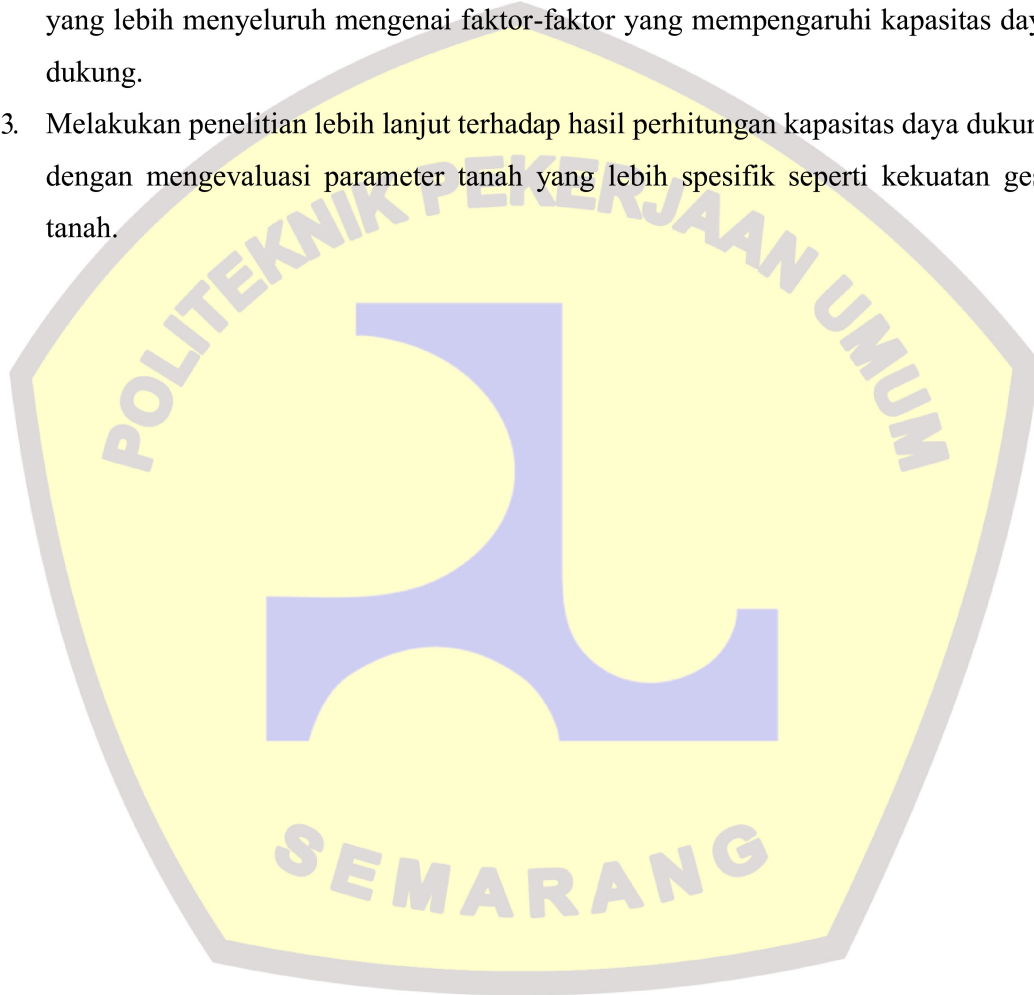 yang lebih menyeluruh mengenai faktor-faktor yang mempengaruhi kapasitas
dukung.
3. Melakukan penelitian lebih lanjut terhadap hasil perhitungan kapasitas daya
dengan mengevaluasi parameter tanah yang lebih spesifik seperti kekuatan
tanah.
POLITEKNIK PEKERJAAN UMUM
SEMARANG